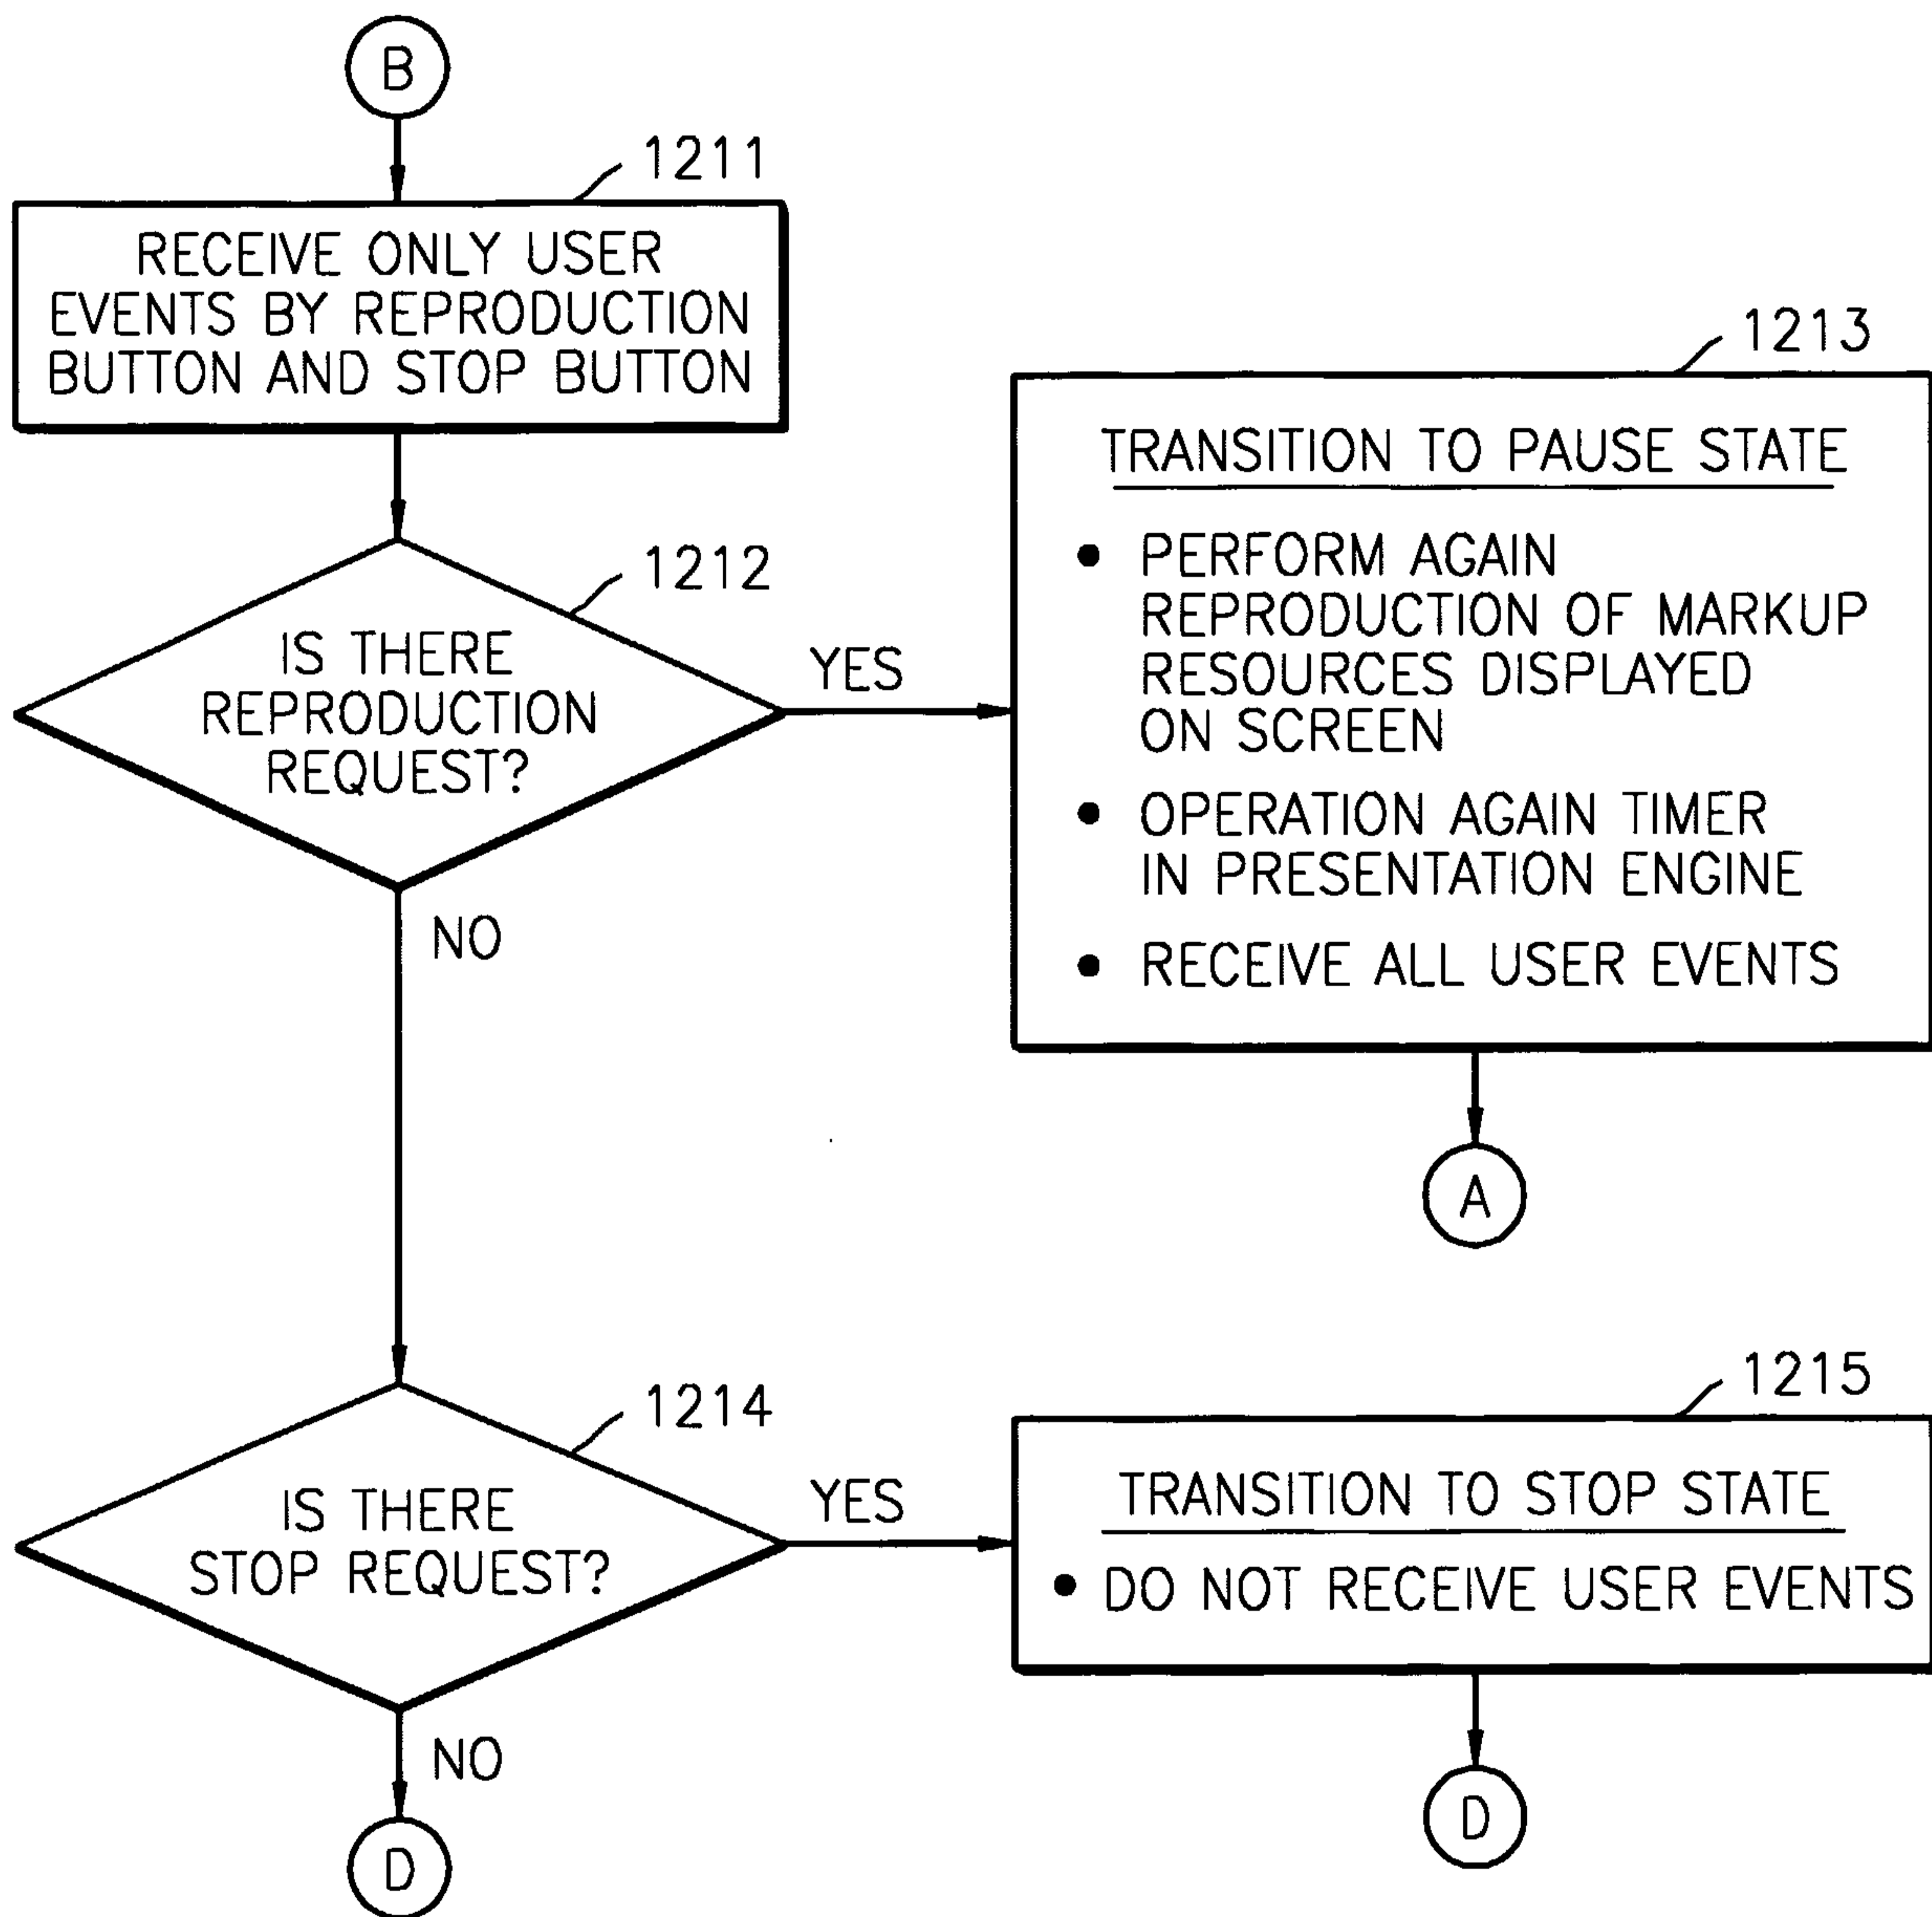 B
1211
RECEIVE ONLY USER
EVENTS BY REPRODUCTION
BUTTON AND STOP BUTTON
1212
IS THERE
REPRODUCTION
REQUEST?
YES
NO
1213
TRANSITION TO PAUSE STATE
● PERFORM AGAIN
REPRODUCTION OF MARKUP
RESOURCES DISPLAYED
ON SCREEN
● OPERATION AGAIN TIMER
IN PRESENTATION ENGINE
● RECEIVE ALL USER EVENTS
A
1214
IS THERE
STOP REQUEST?
YES
NO
D
1215
TRANSITION TO STOP STATE
● DO NOT RECEIVE USER EVENTS
D